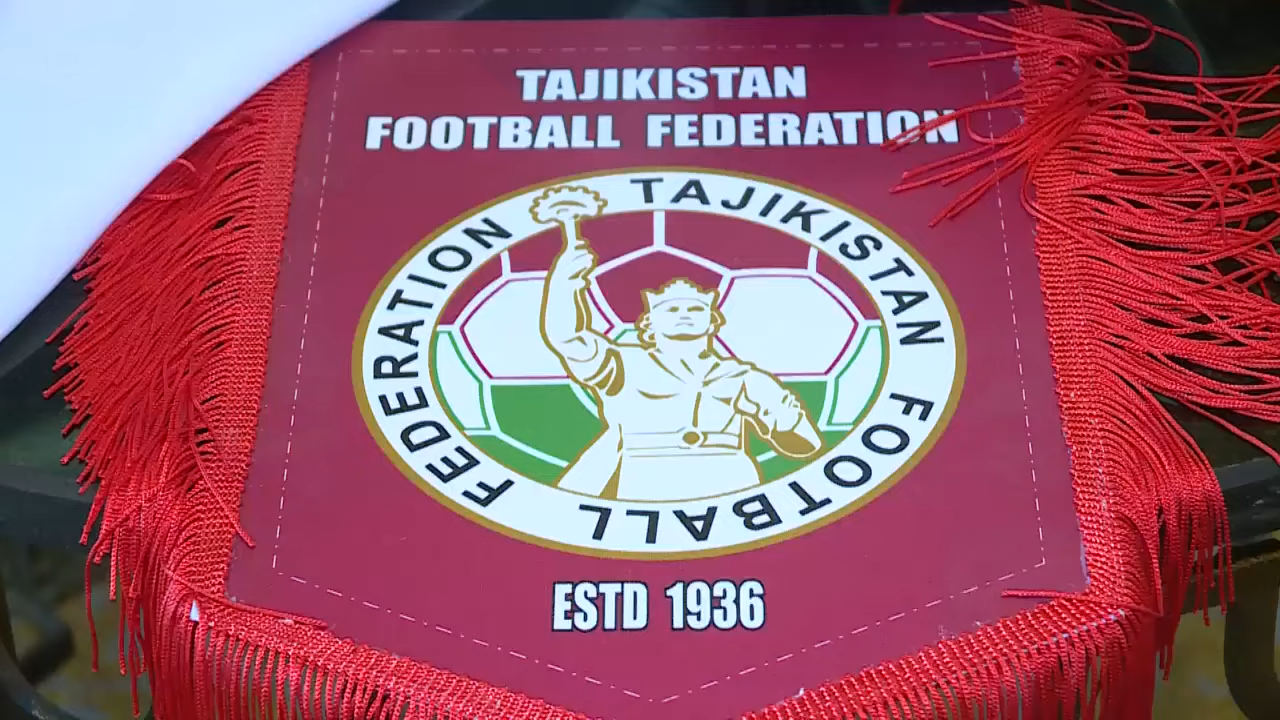 TAJIKISTAN
FOOTBALL FEDERATION
TAJIKISTAN FOOTBALL FEDERATION
ESTD 1936